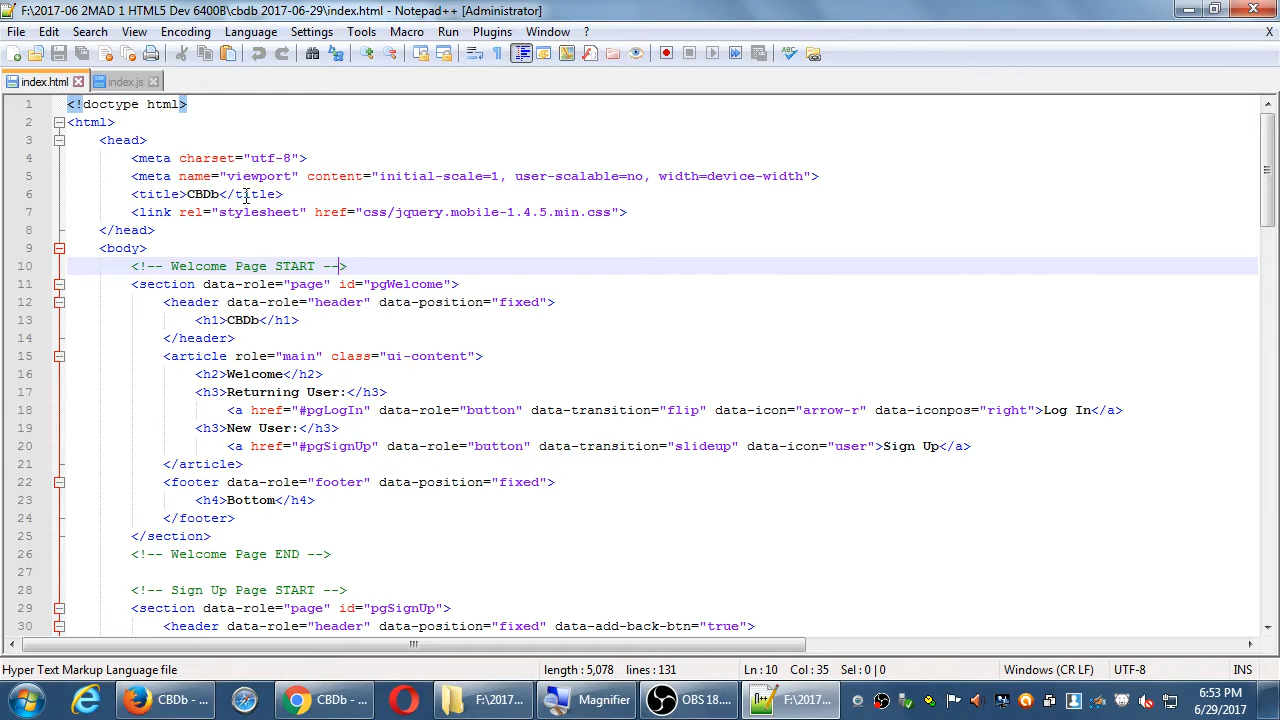 F:\2017-06 2MAD 1 HTML5 Dev 6400B\cbdb 2017-06-29\index.html - Notepad++ [Administrator]
File Edit Search View Encoding Language Settings Tools Macro Run Plugins Window ? X
index.html index.js
1 <!doctype html>
2 <html>
3 <head>
4 <meta charset="utf-8">
5 <meta name="viewport" content="initial-scale=1, user-scalable=no, width=device-width">
6 <title>CBDb</title>
7 <link rel="stylesheet" href="css/jquery.mobile-1.4.5.min.css">
8 </head>
9 <body>
10 <!-- Welcome Page START -->
11 <section data-role="page" id="pgWelcome">
12 <header data-role="header" data-position="fixed">
13 <h1>CBDb</h1>
14 </header>
15 <article role="main" class="ui-content">
16 <h2>Welcome</h2>
17 <h3>Returning User:</h3>
18 <a href="#pgLogIn" data-role="button" data-transition="flip" data-icon="arrow-r" data-iconpos="right">Log In</a>
19 <h3>New User:</h3>
20 <a href="#pgSignUp" data-role="button" data-transition="slideup" data-icon="user">Sign Up</a>
21 </article>
22 <footer data-role="footer" data-position="fixed">
23 <h4>Bottom</h4>
24 </footer>
25 </section>
26 <!-- Welcome Page END -->
27
28 <!-- Sign Up Page START -->
29 <section data-role="page" id="pgSignUp">
30 <header data-role="header" data-position="fixed" data-add-back-btn="true">
Hyper Text Markup Language file length : 5,078 lines : 131 Ln : 10 Col : 35 Sel : 0 | 0 Windows (CR LF) UTF-8 INS
CBDb - ... CBDb - ... F:\2017... Magnifier OBS 18.... F:\2017... 6:53 PM
6/29/2017